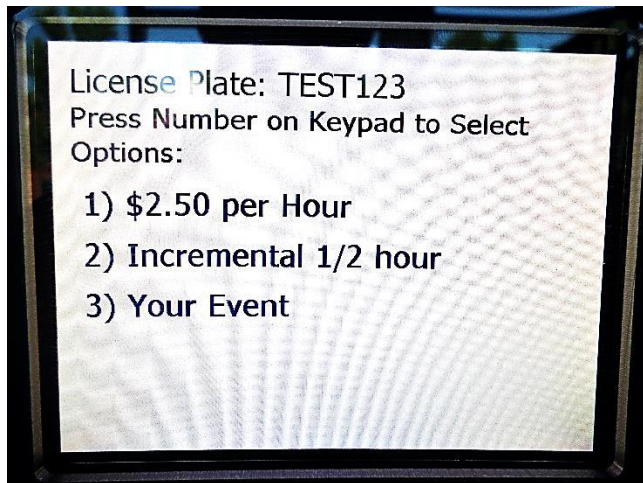 License Plate: TEST123
Press Number on Keypad to Select
Options:
1) $2.50 per Hour
2) Incremental 1/2 hour
3) Your Event